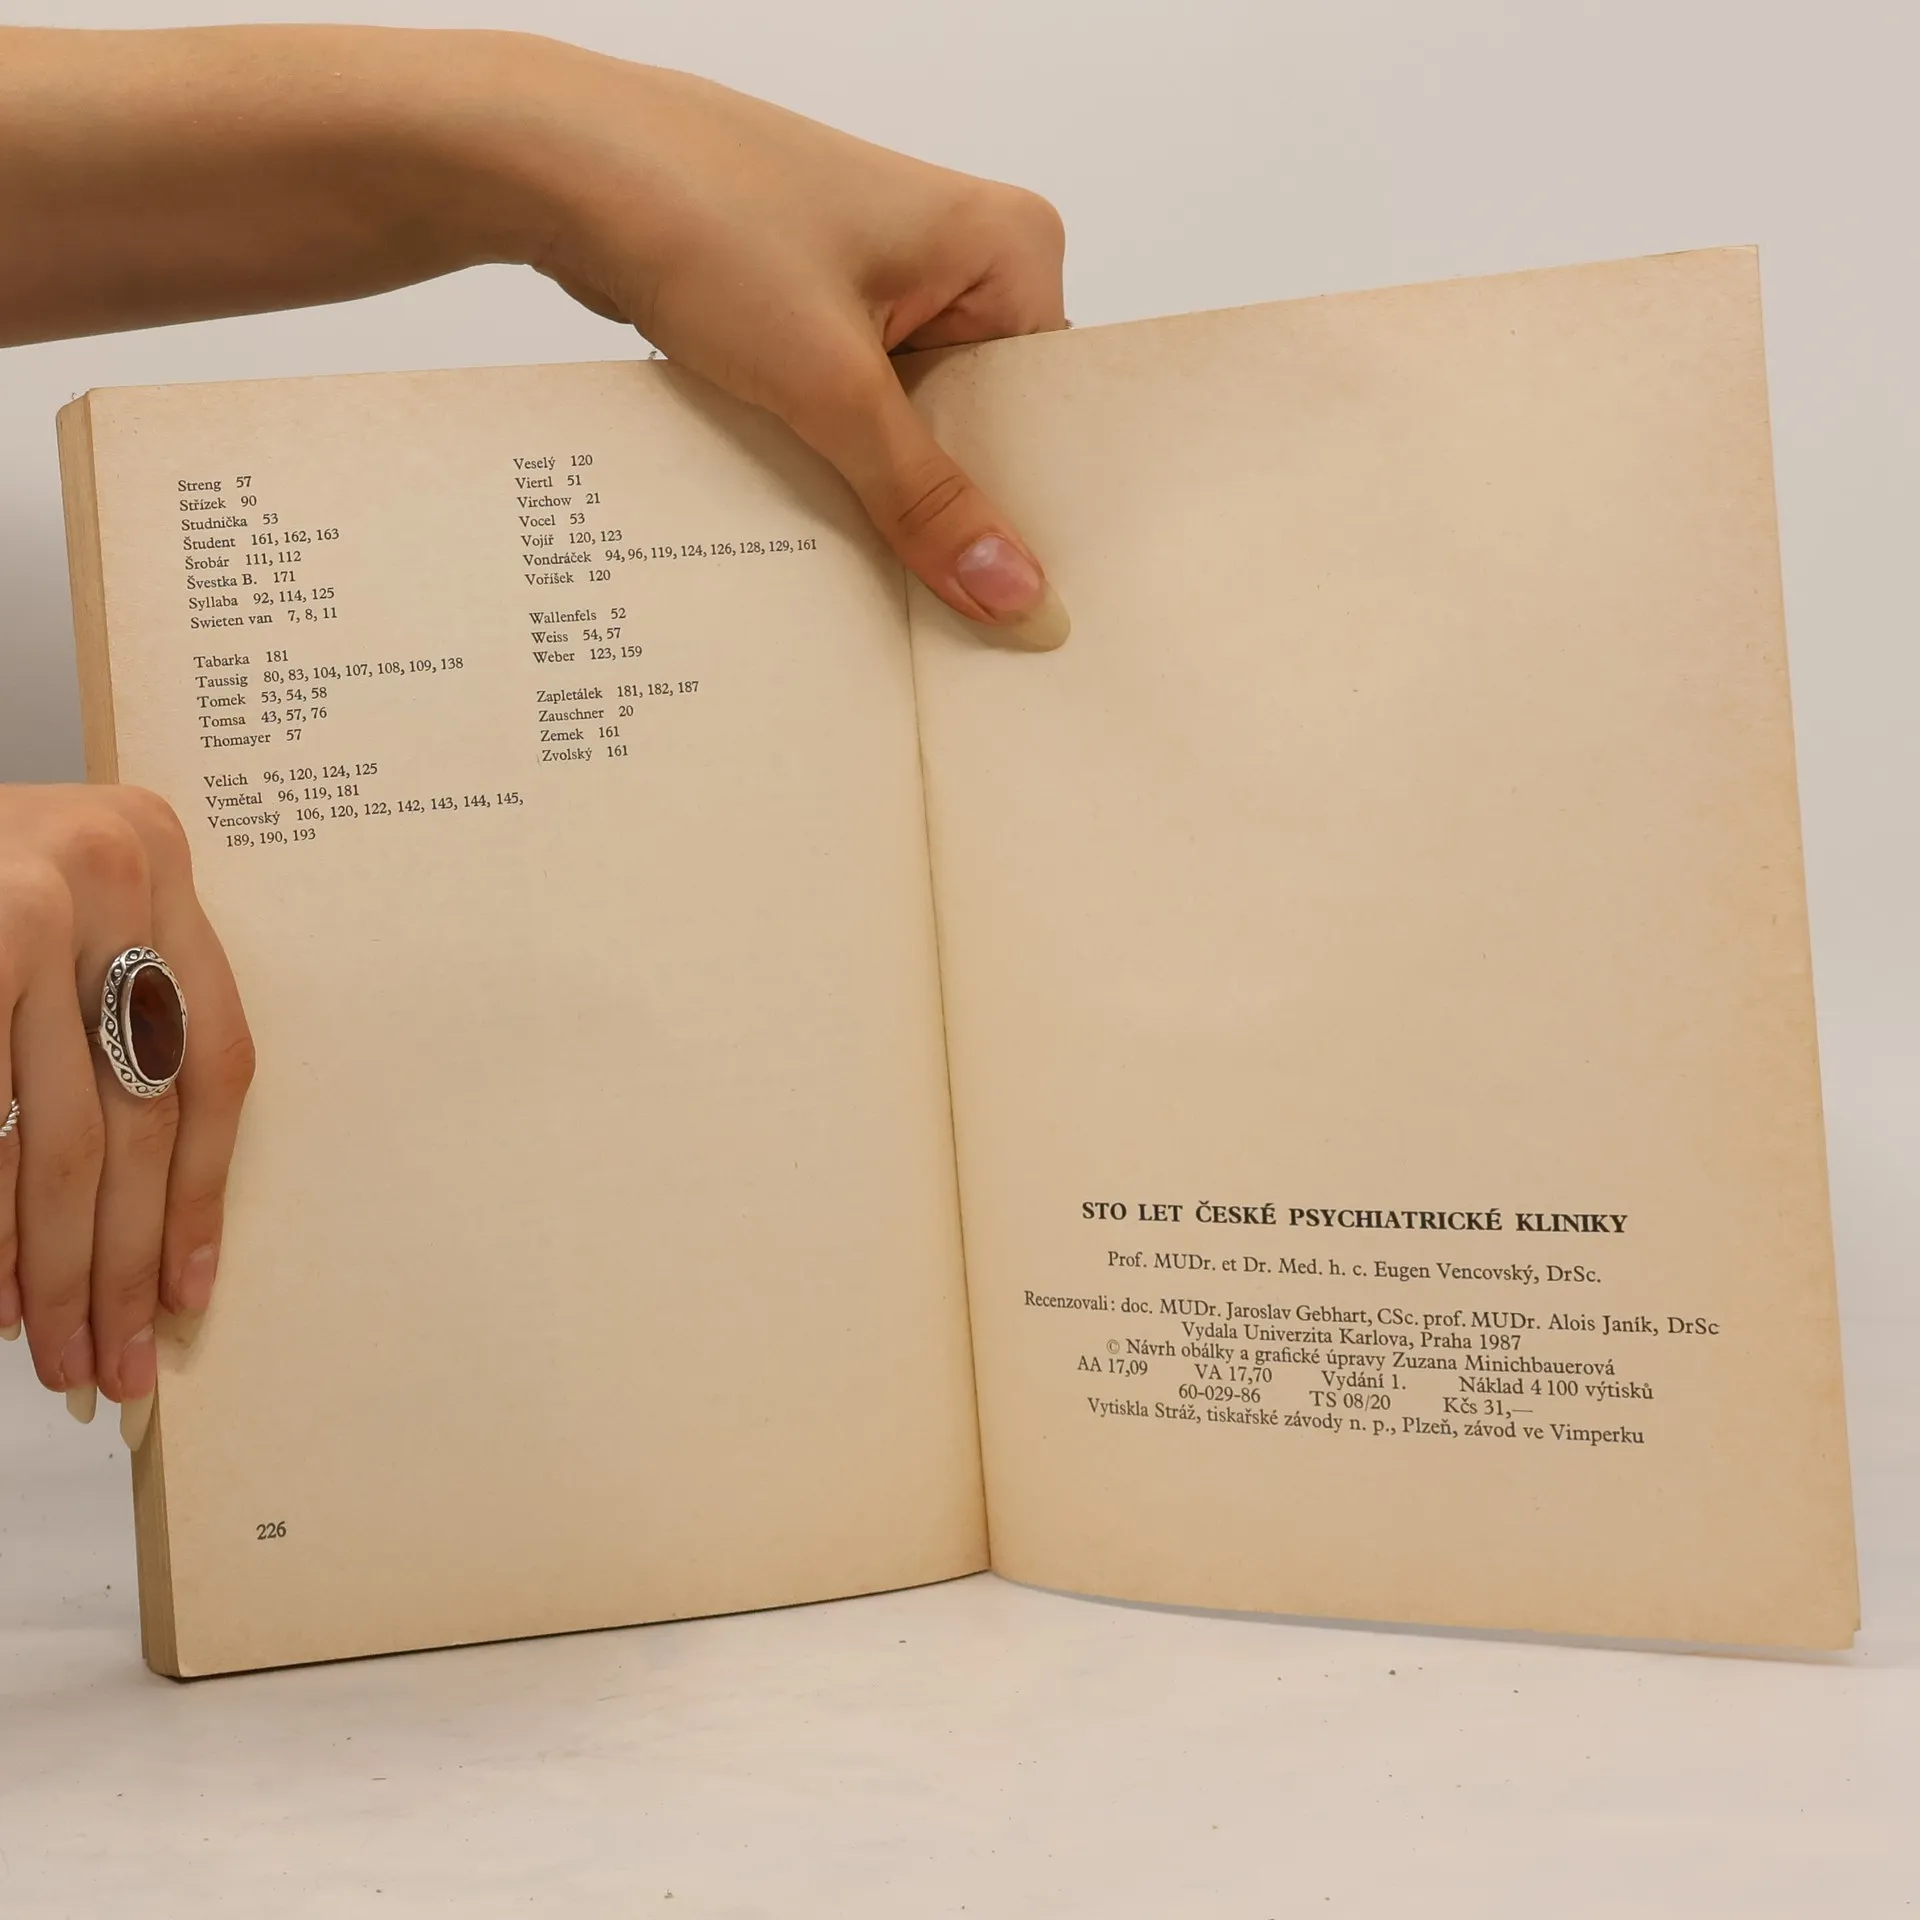 Streng 57
Střízek 90
Studnička 53
Študent 161, 162, 163
Šrobár 111, 112
Švestka B. 171
Syllaba 92, 114, 125
Swieten van 7, 8, 11
Tabarka 181
Taussig 80, 83, 104, 107, 108, 109, 138
Tomek 53, 54, 58
Tomsa 43, 57, 76
Thomayer 57
Velich 96, 120, 124, 125
Vymětal 96, 119, 181
Vencovský 106, 120, 122, 142, 143, 144, 145,
189, 190, 193
Veselý 120
Viertl 51
Virchow 21
Vocel 53
Vojíř 120, 123
Vondráček 94, 96, 119, 124, 126, 128, 129, 161
Voříšek 120
Wallenfels 52
Weiss 54, 57
Weber 123, 159
Zapletálek 181, 182, 187
Zauschner 20
Zemek 161
Zvolský 161
226
STO LET ČESKÉ PSYCHIATRICKÉ KLINIKY
Prof. MUDr. et Dr. Med. h. c. Eugen Vencovský, DrSc.
Recenzovali: doc. MUDr. Jaroslav Gebhart, CSc. prof. MUDr. Alois Janík, DrSc
Vydala Univerzita Karlova, Praha 1987
© Návrh obálky a grafické úpravy Zuzana Minichbauerová
AA 17,09 VA 17,70 Vydání 1. Náklad 4 100 výtisků
60-029-86 TS 08/20 Kčs 31,—
Vytiskla Stráž, tiskařské závody n. p., Plzeň, závod ve Vimperku